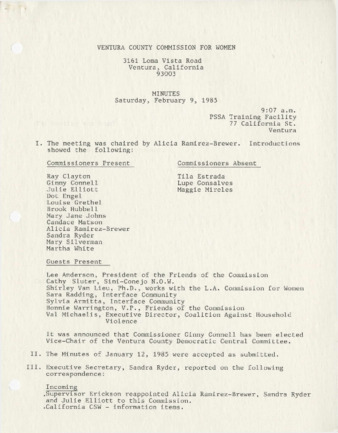 VENTURA COUNTY COMMISSION FOR WOMEN
3161 Loma Vista Road
Ventura, California
93003
MINUTES
Saturday, February 9, 1985
9:07 a.m.
PSSA Training Facility
77 California St.
Ventura
I. The meeting was chaired by Alicia Ramirez-Brewer. Introductions
showed the following:
Commissioners Present Commissioners Absent
Ray Clayton Tila Estrada
Ginny Connell Lupe Gonsalves
Julie Elliott Maggie Mireles
Dot Engel
Louise Grethel
Brook Hubbell
Mary Jane Johns
Candace Matson
Alicia Ramirez-Brewer
Sandra Ryder
Mary Silverman
Martha White
Guests Present
Lee Anderson, President of the Friends of the Commission
Cathy Sluter, Simi-Conejo N.O.W.
Shirley Van Lieu, Ph.D., works with the L.A. Commission for Women
Sara Radding, Interface Community
Sylvia Armitta, Interface Community
Bonnie Warrington, V.P., Friends of the Commission
Val Michaelis, Executive Director, Coalition Against Household
Violence
It was announced that Commissioner Ginny Connell has been elected
Vice-Chair of the Ventura County Democratic Central Committee.
II. The Minutes of January 12, 1985 were accepted as submitted.
III. Executive Secretary, Sandra Ryder, reported on the following
correspondence:
Incoming
.Supervisor Erickson reappointed Alicia Ramirez-Brewer, Sandra Ryder
and Julie Elliott to this Commission.
.California CSW - information items.